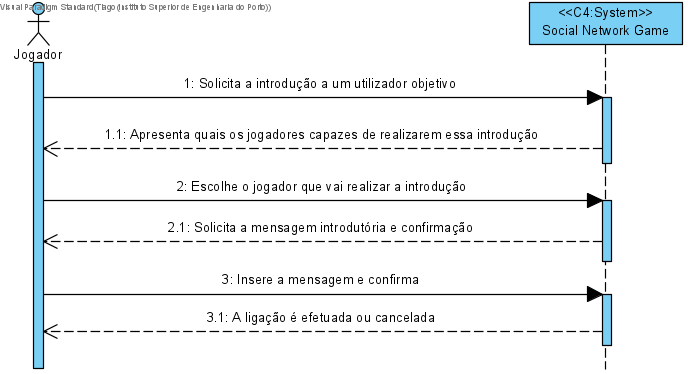 Visual Paradigm Standard(Tiago(Instituto Superior de Engenharia do Porto))
<<C4:System>>
Social Network Game
Jogador
1: Solicita a introdução a um utilizador objetivo
1.1: Apresenta quais os jogadores capazes de realizarem essa introdução
2: Escolhe o jogador que vai realizar a introdução
2.1: Solicita a mensagem introdutória e confirmação
3: Insere a mensagem e confirma
3.1: A ligação é efetuada ou cancelada